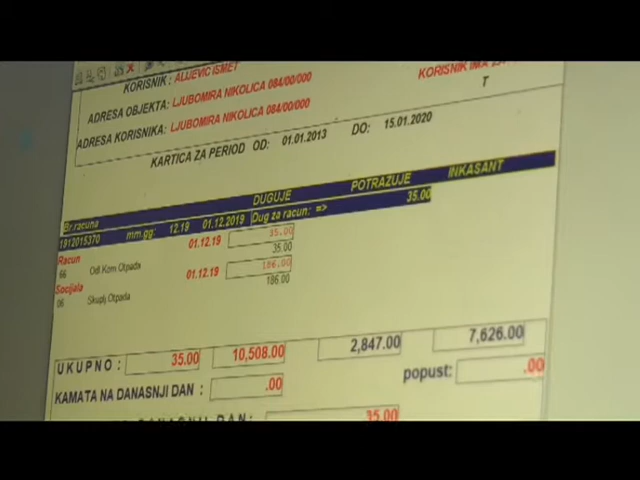 KORISNIK : ALIJEVIC ISMET
KORISNIK IMA
ADRESA OBJEKTA: LJUBOMIRA NIKOLICA 084/00/000
T
ADRESA KORISNIKA: LJUBOMIRA NIKOLICA 084/00/000
KARTICA ZA PERIOD OD: 01.01.2013 DO: 15.01.2020
Br.racuna DUGUJE POTRAZUJE INKASANT
1912015370 mm.gg: 12.19 01.12.2019 Dug za racun: => 35.00
Racun 01.12.19 35.00
66 Odl Kom Otpada 35.00
Socijala 01.12.19 186.00
06 Skuplj.Otpada 186.00
UKUPNO : 35.00 10,508.00 2,847.00 7,626.00
KAMATA NA DANASNJI DAN : .00 popust: .00
DANASNJI DAN: 35.00